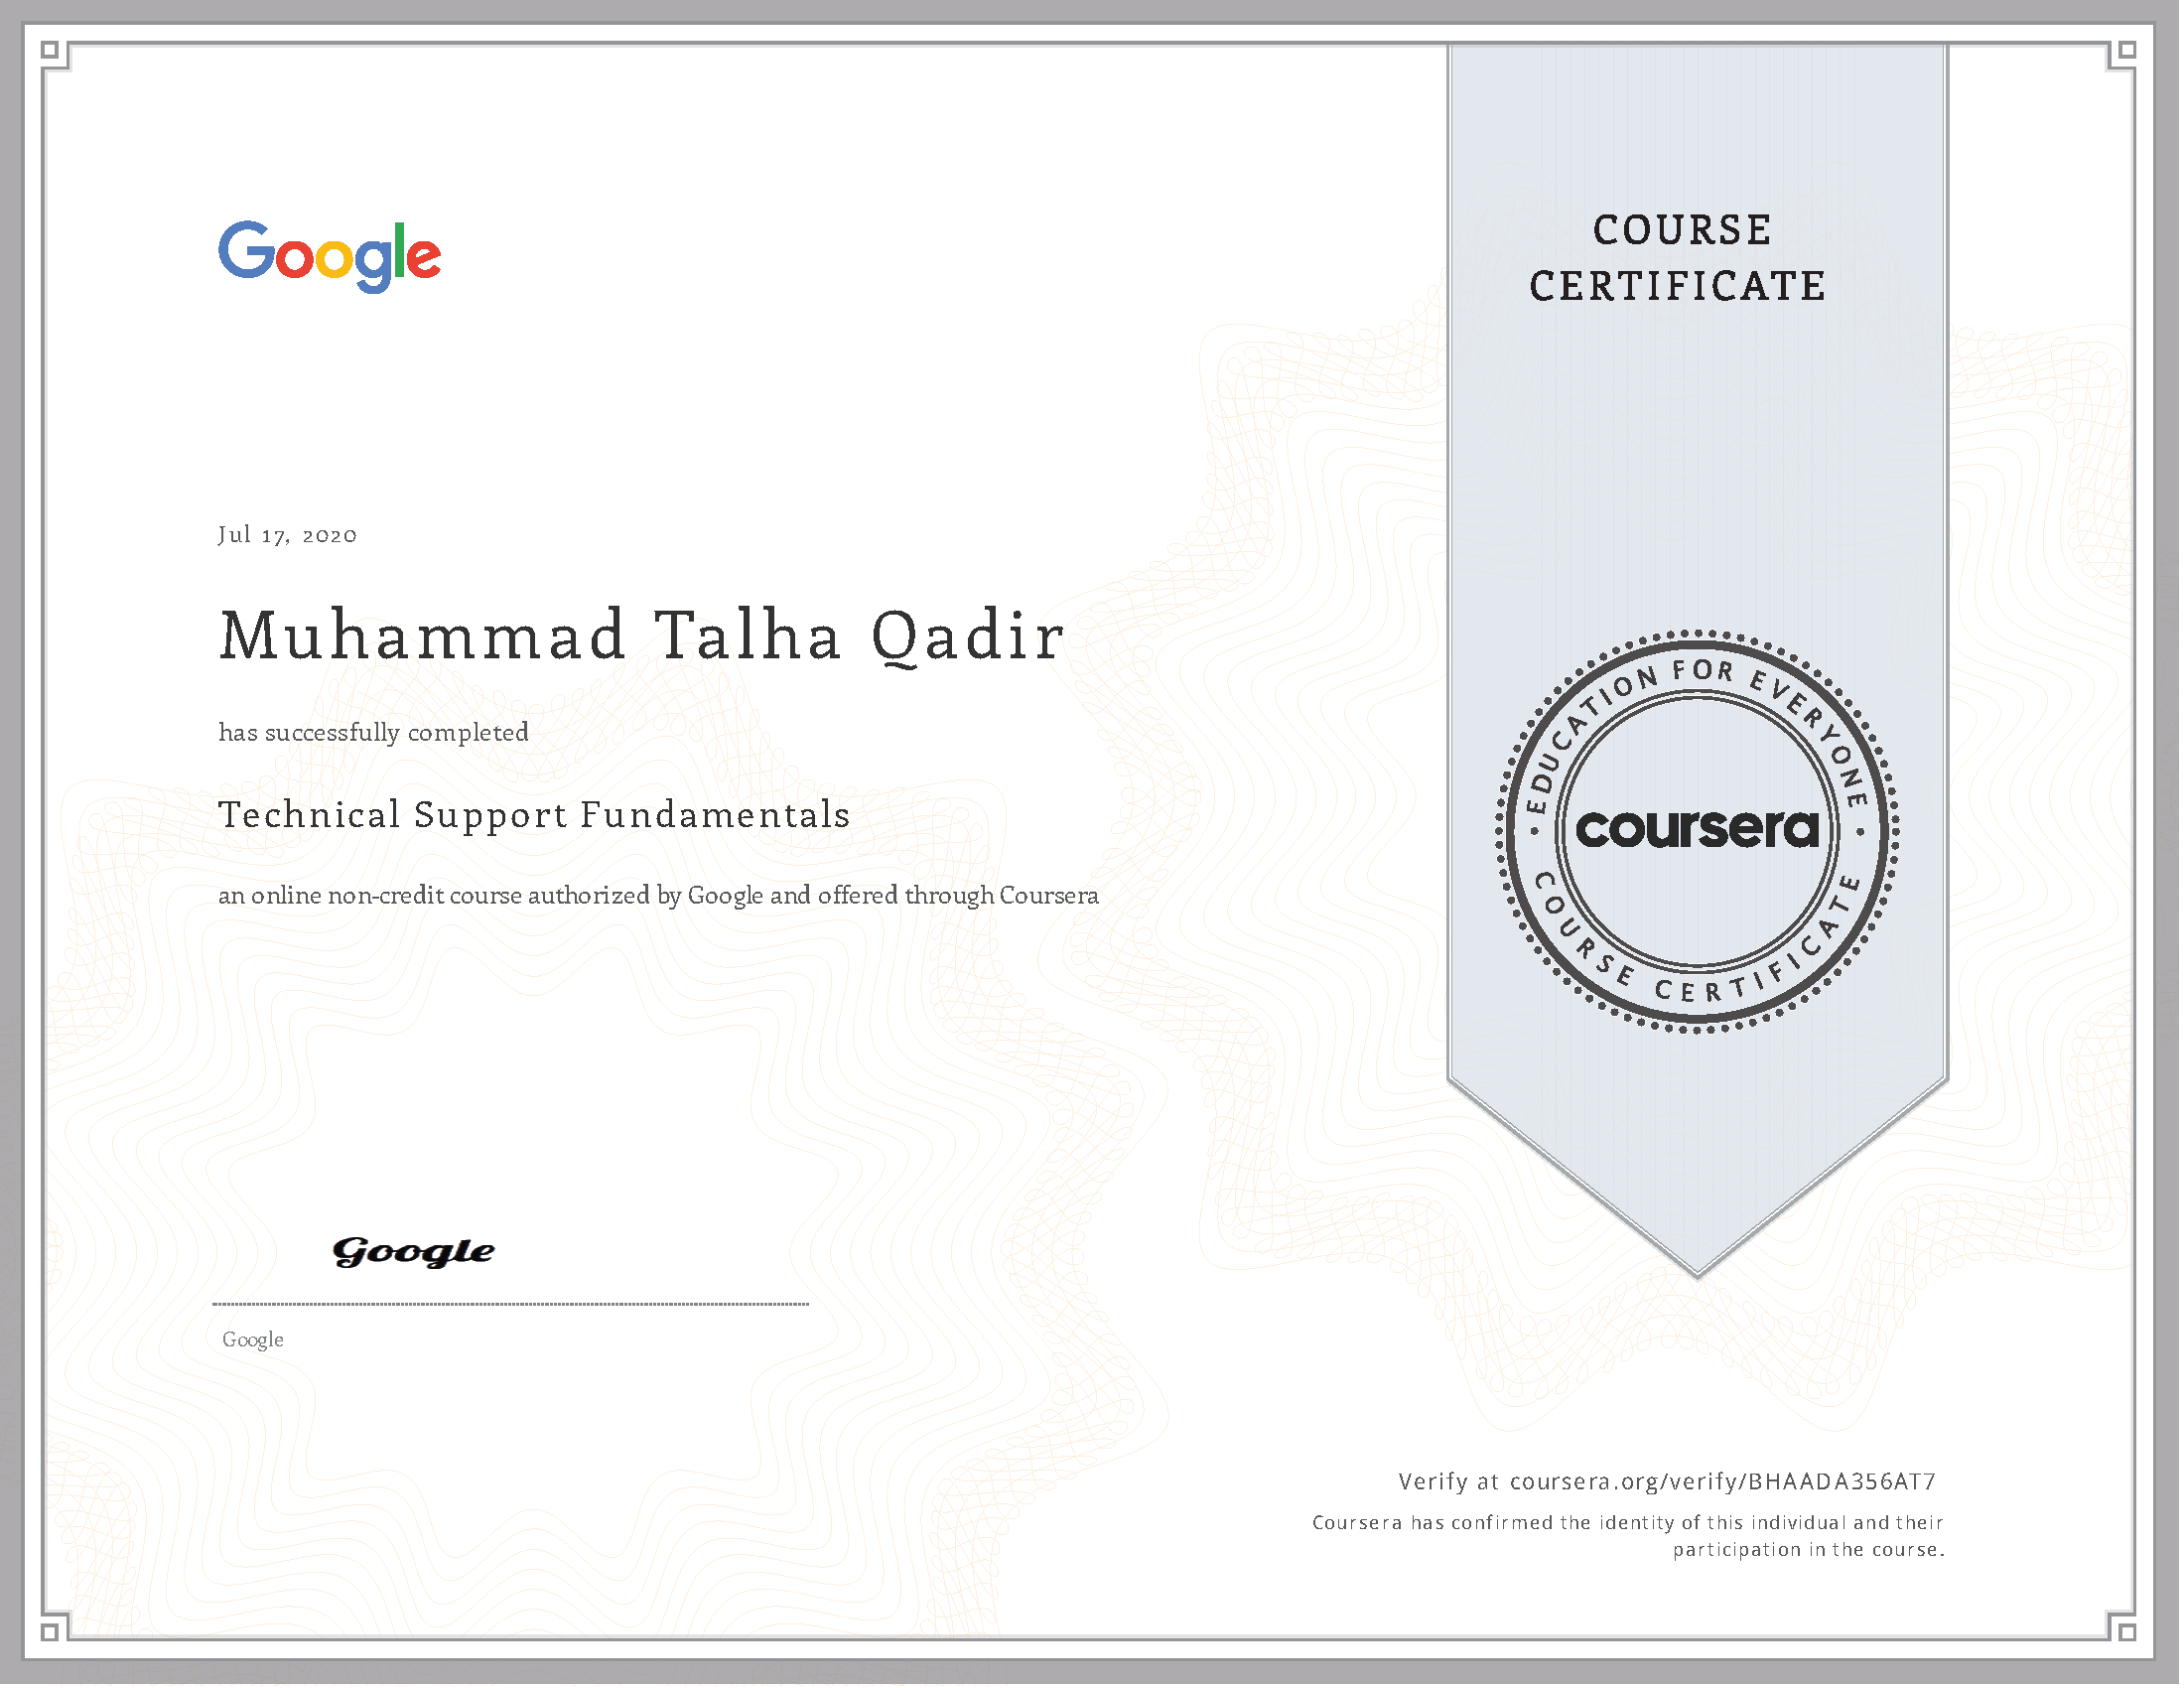 Google
COURSE
CERTIFICATE
Jul 17, 2020
Muhammad Talha Qadir
has successfully completed
Technical Support Fundamentals
an online non-credit course authorized by Google and offered through Coursera
EDUCATION FOR EVERYONE
coursera
COURSE CERTIFICATE
Google
Google
Verify at coursera.org/verify/BHAADA356AT7
Coursera has confirmed the identity of this individual and their
participation in the course.